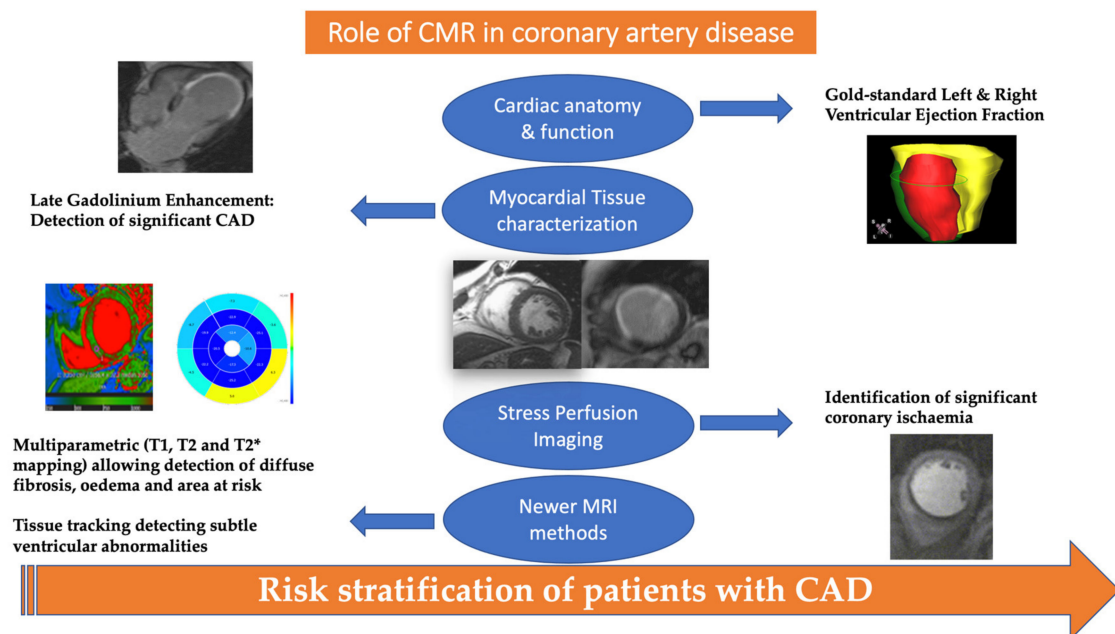 Role of CMR in coronary artery disease
Cardiac anatomy
& function
Gold-standard Left & Right
Ventricular Ejection Fraction
Myocardial Tissue
characterization
Late Gadolinium Enhancement:
Detection of significant CAD
Stress Perfusion
Imaging
Identification of significant
coronary ischaemia
Multiparametric (T1, T2 and T2*
mapping) allowing detection of diffuse
fibrosis, oedema and area at risk
Newer MRI
methods
Tissue tracking detecting subtle
ventricular abnormalities
Risk stratification of patients with CAD